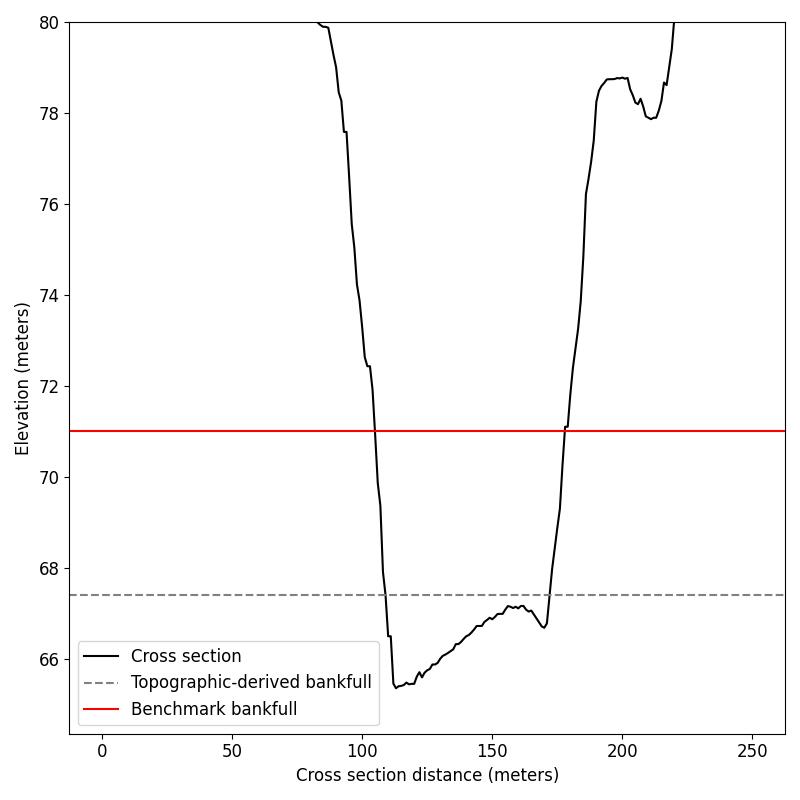 80
78
76
74
72
70
68
66
Elevation (meters)
Cross section
Topographic-derived bankfull
Benchmark bankfull
0 50 100 150 200 250
Cross section distance (meters)